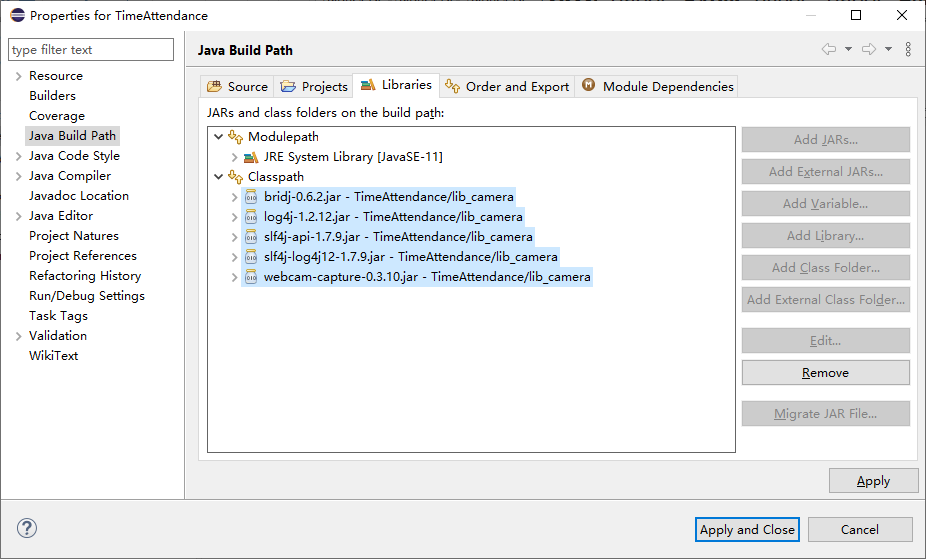 Properties for TimeAttendance
type filter text
Resource
Builders
Coverage
Java Build Path
Java Code Style
Java Compiler
Javadoc Location
Java Editor
Project Natures
Project References
Refactoring History
Run/Debug Settings
Task Tags
Validation
WikiText
Java Build Path
Source Projects Libraries Order and Export Module Dependencies
JARs and class folders on the build path:
Modulepath
JRE System Library [JavaSE-11]
Classpath
bridj-0.6.2.jar - TimeAttendance/lib_camera
log4j-1.2.12.jar - TimeAttendance/lib_camera
slf4j-api-1.7.9.jar - TimeAttendance/lib_camera
slf4j-log4j12-1.7.9.jar - TimeAttendance/lib_camera
webcam-capture-0.3.10.jar - TimeAttendance/lib_camera
Add JARs...
Add External JARs...
Add Variable...
Add Library...
Add Class Folder...
Add External Class Folder...
Edit...
Remove
Migrate JAR File...
Apply
Apply and Close Cancel